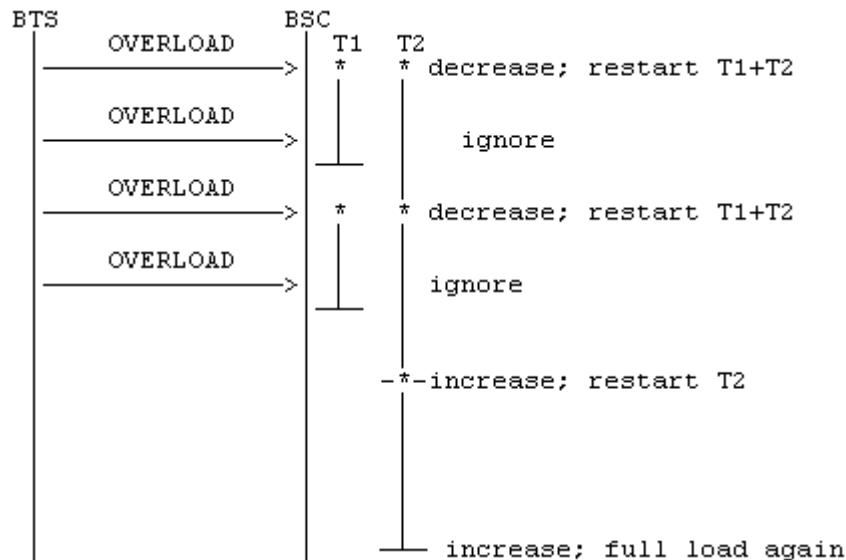 BTS BSC
OVERLOAD T1 T2
* * decrease; restart T1+T2
OVERLOAD
ignore
OVERLOAD
* * decrease; restart T1+T2
OVERLOAD
ignore
-*-increase; restart T2
increase; full load again